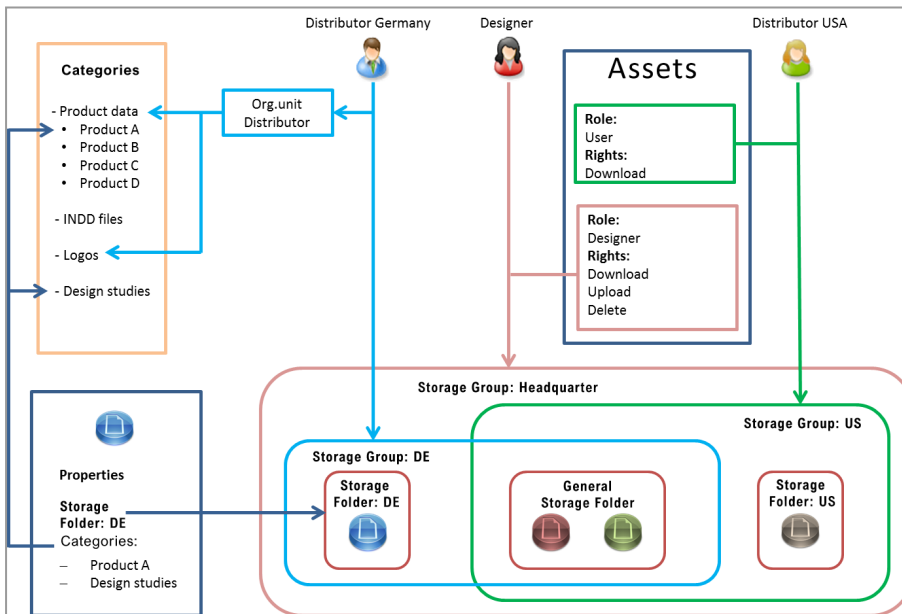 Distributor Germany
Designer
Distributor USA
Categories
- Product data
• Product A
• Product B
• Product C
• Product D
- INDD files
- Logos
- Design studies
Org.unit
Distributor
Assets
Role:
User
Rights:
Download
Role:
Designer
Rights:
Download
Upload
Delete
Storage Group: Headquarter
Storage Group: US
Storage Group: DE
Storage
Folder: DE
General
Storage Folder
Storage
Folder: US
Properties
Storage
Folder: DE
Categories:
– Product A
– Design studies